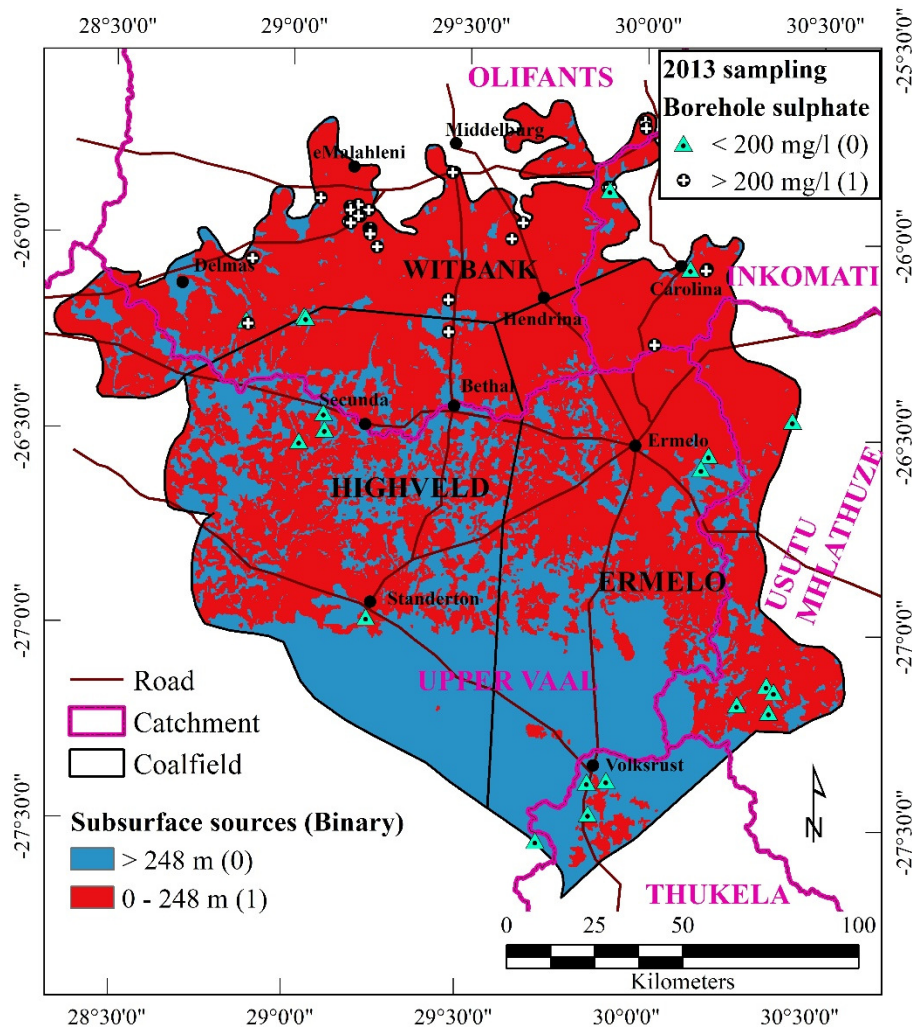 28°30'0"E
29°0'0"
29°30'0"
30°0'0"
30°30'0"
-25°30'0"
OLIFANTS
2013 sampling
Borehole sulphate
< 200 mg/l (0)
> 200 mg/l (1)
Middelburg
eMalahleni
-26°0'0"
-26°0'0"
Delmas
WITBANK
Carolina
INKOMATI
Hendrina
Secunda
Bethal
-26°30'0"
-26°30'0"
Ermelo
HIGHVELD
USUTU
MHLATHUZE
ERMELO
Standerton
-27°0'0"
-27°0'0"
Road
UPPER VAAL
Catchment
Coalfield
Volksrust
Subsurface sources (Binary)
-27°30'0"
-27°30'0"
> 248 m (0)
N
0 - 248 m (1)
THUKELA
0 25 50 100
Kilometers
28°30'0"
29°0'0"
29°30'0"
30°0'0"
30°30'0"